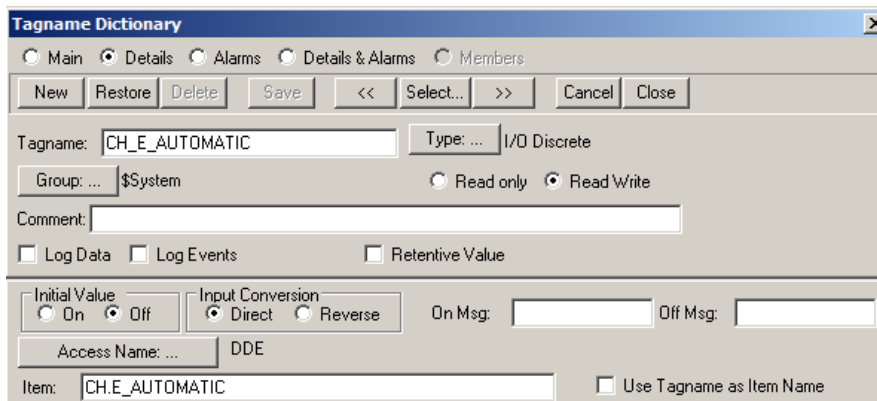 Tagname Dictionary
Main Details Alarms Details & Alarms Members
New Restore Delete Save << Select... >> Cancel Close
Tagname: CH_E_AUTOMATIC Type: ... I/O Discrete
Group: ... $System Read only Read Write
Comment:
Log Data Log Events Retentive Value
Initial Value Input Conversion
On Off Direct Reverse On Msg: Off Msg:
Access Name: ... DDE
Item: CH.E_AUTOMATIC Use Tagname as Item Name